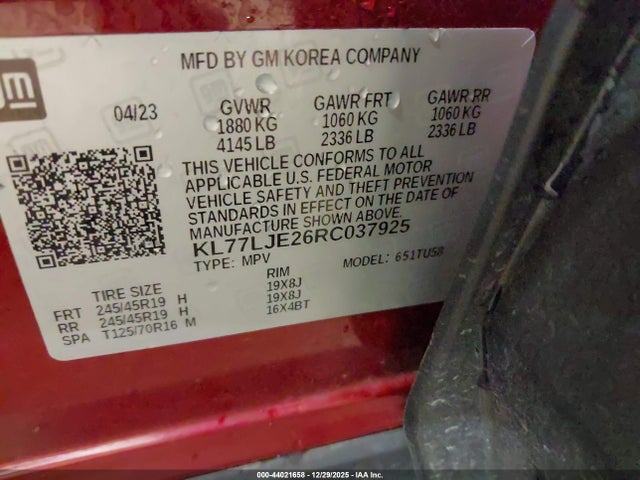 GM
MFD BY GM KOREA COMPANY
04/23 GVWR GAWR FRT GAWR RR
1880 KG 1060 KG 1060 KG
4145 LB 2336 LB 2336 LB
THIS VEHICLE CONFORMS TO ALL
APPLICABLE U.S. FEDERAL MOTOR
VEHICLE SAFETY AND THEFT PREVENTION
STANDARDS IN EFFECT ON THE DATE OF
MANUFACTURE SHOWN ABOVE.
KL77LJE26RC037925
TYPE: MPV MODEL: 651TU58
TIRE SIZE RIM
FRT 245/45R19 H 19X8J
RR 245/45R19 H 19X8J
SPA T125/70R16 M 16X4BT
000-44021658 - 12/29/2025 - IAA Inc.